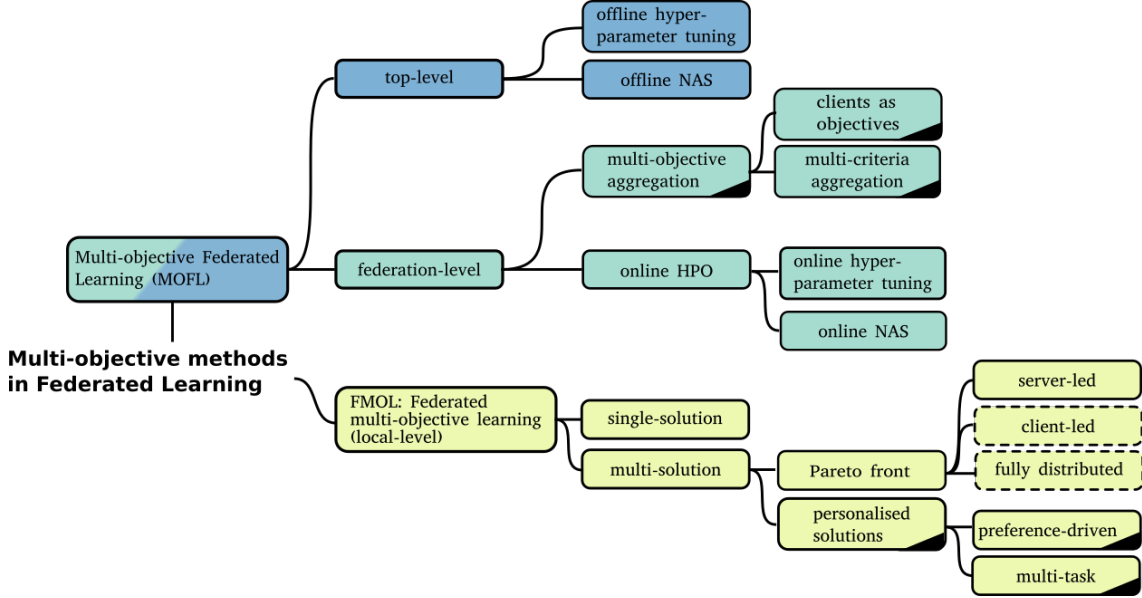 offline hyper-
parameter tuning
top-level
offline NAS
clients as
objectives
multi-objective
aggregation
multi-criteria
aggregation
Multi-objective Federated
Learning (MOFL)
federation-level
online HPO
online hyper-
parameter tuning
online NAS
Multi-objective methods
in Federated Learning
FMOL: Federated
multi-objective learning
(local-level)
single-solution
multi-solution
Pareto front
server-led
client-led
fully distributed
personalised
solutions
preference-driven
multi-task